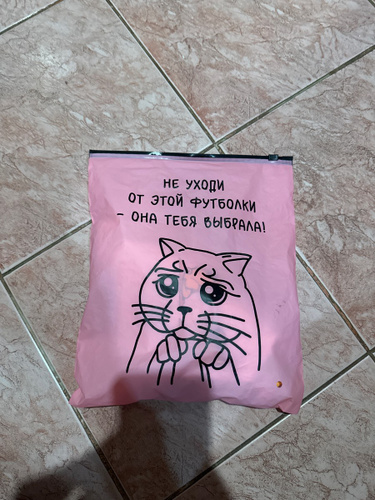 НЕ УХОДИ
ОТ ЭТОЙ ФУТБОЛКИ
- ОНА ТЕБЯ ВЫБРАЛА!